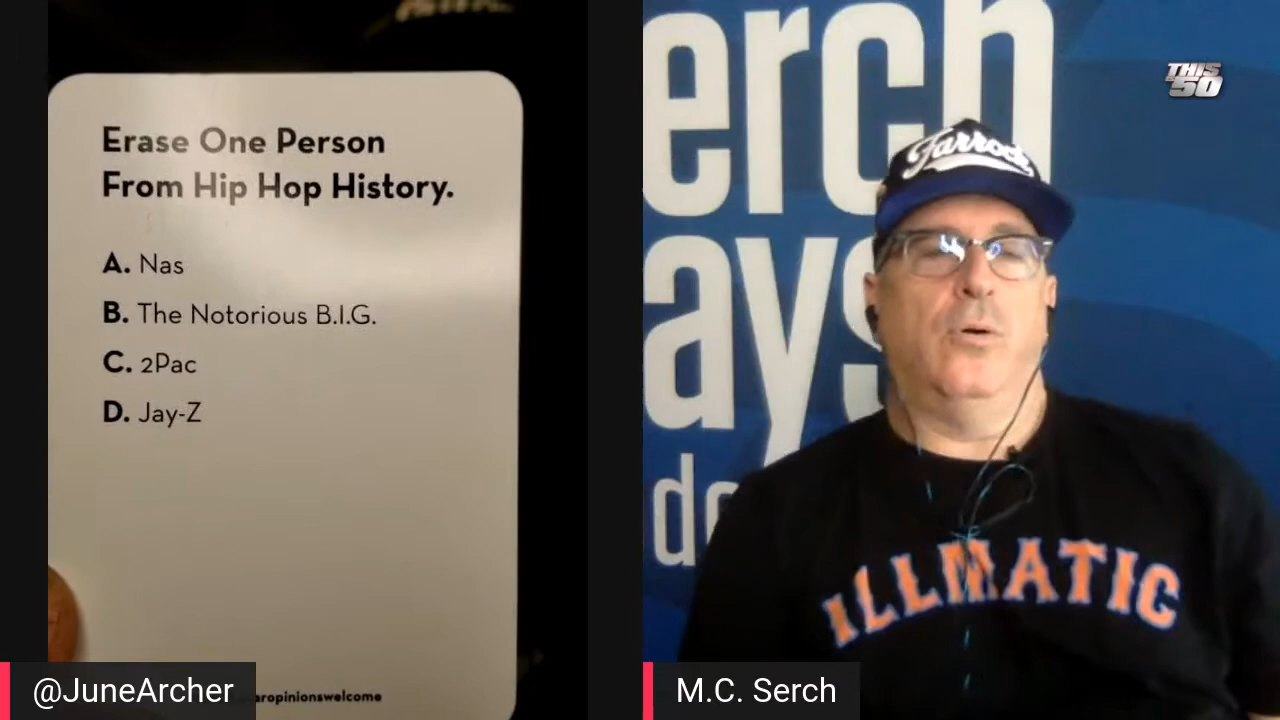 Erase One Person
From Hip Hop History.
A. Nas
B. The Notorious B.I.G.
C. 2Pac
D. Jay-Z
@JuneArcher
THIS
50
Farrock
ILLMATIC
M.C. Serch